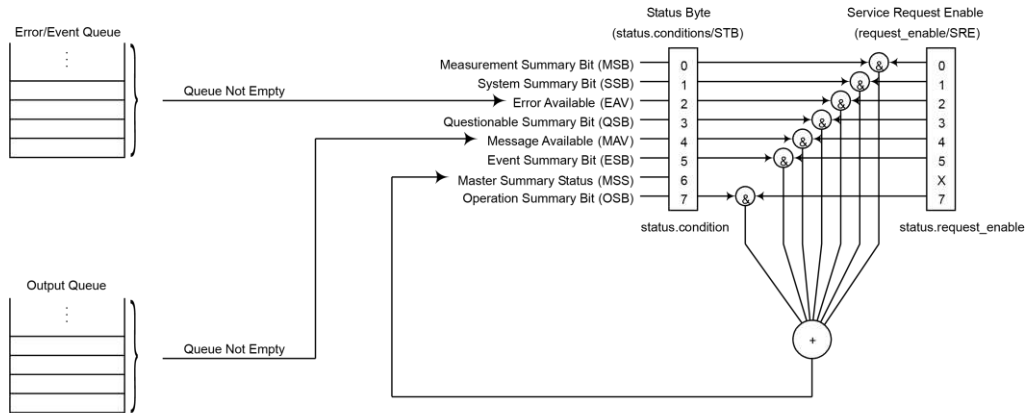 Error/Event Queue
Queue Not Empty
Output Queue
Queue Not Empty
Status Byte
(status.conditions/STB)
Service Request Enable
(request_enable/SRE)
Measurement Summary Bit (MSB)
System Summary Bit (SSB)
Error Available (EAV)
Questionable Summary Bit (QSB)
Message Available (MAV)
Event Summary Bit (ESB)
Master Summary Status (MSS)
Operation Summary Bit (OSB)
0
1
2
3
4
5
6
7
&
&
&
&
&
&
&
0
1
2
3
4
5
X
7
status.condition
status.request_enable
+